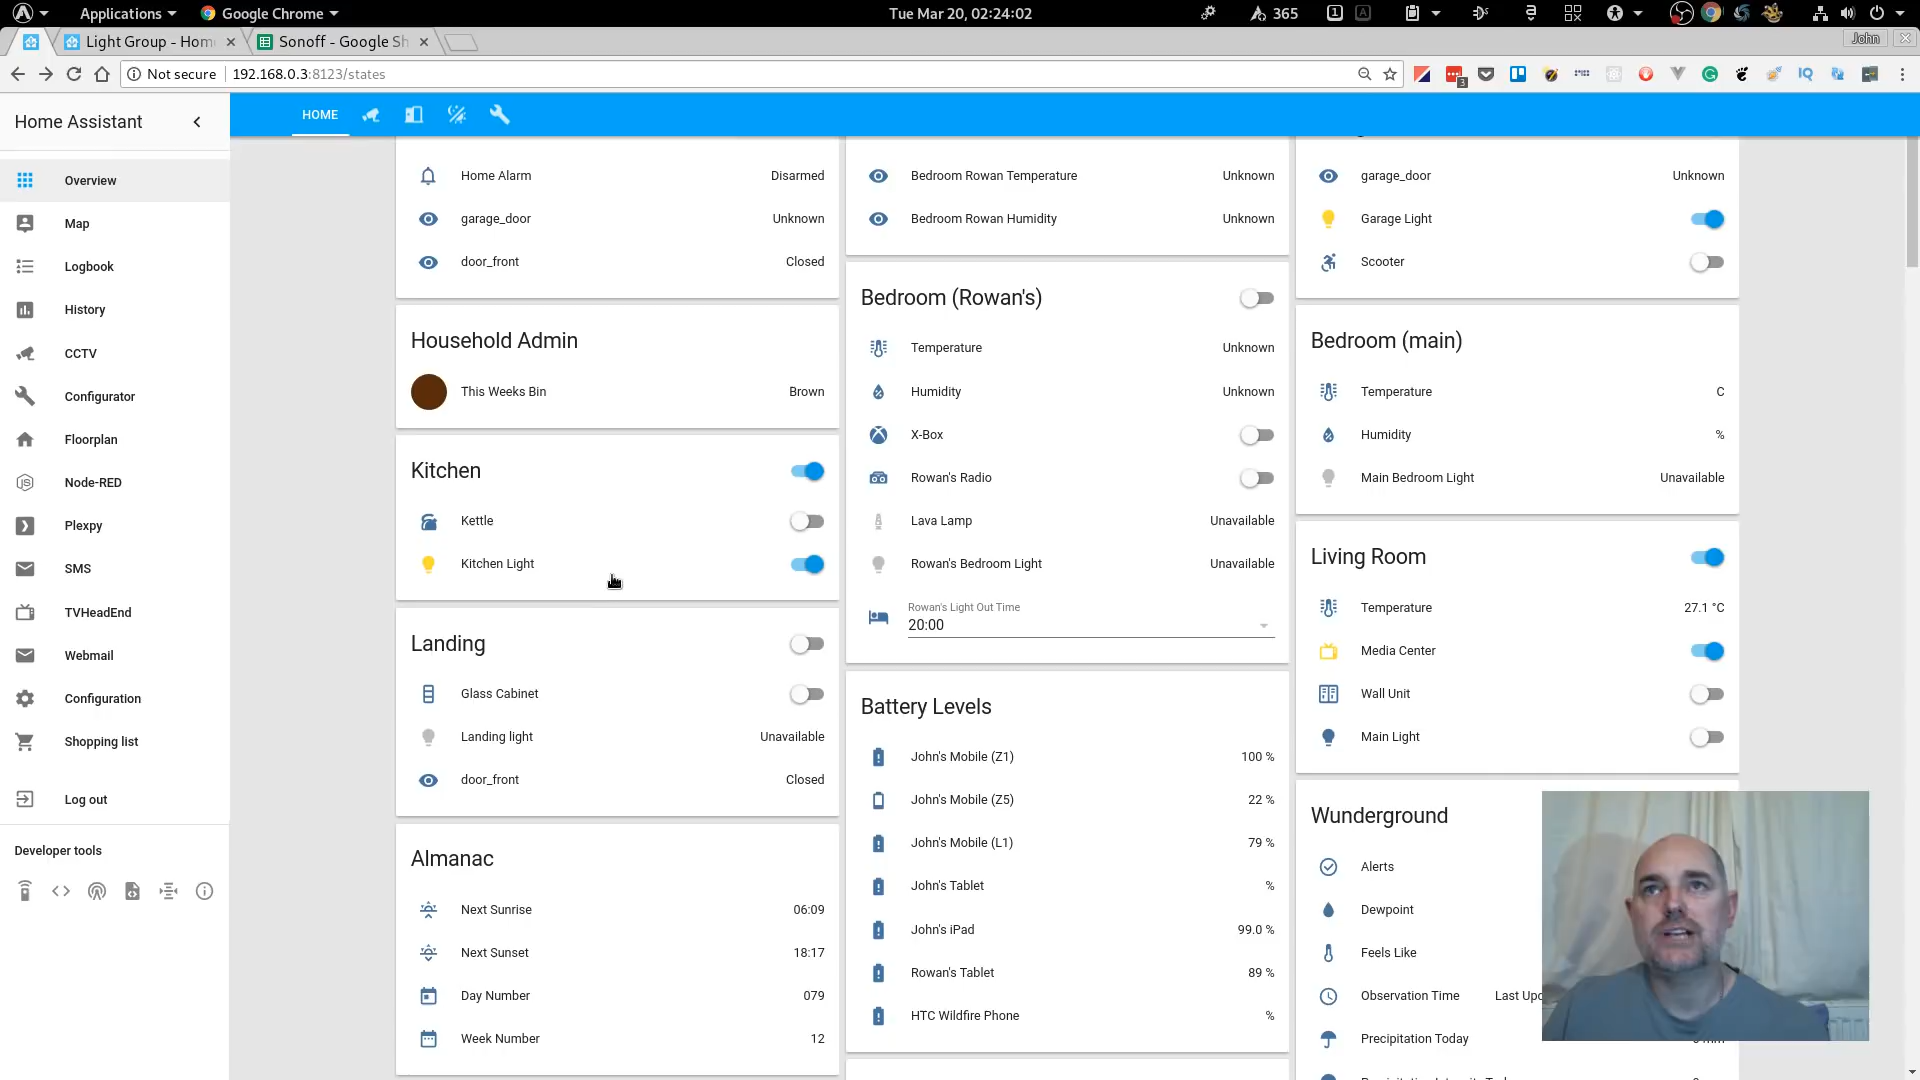 Applications
Google Chrome
Tue Mar 20, 02:24:02
365
1
A
Light Group - Hom
Sonoff - Google Sh
John
Not secure
192.168.0.3:8123/states
3
IQ
Home Assistant
HOME
Overview
Map
Logbook
History
CCTV
Configurator
Floorplan
Node-RED
Plexpy
SMS
TVHeadEnd
Webmail
Configuration
Shopping list
Log out
Developer tools
Home Alarm Disarmed
garage_door Unknown
door_front Closed
Household Admin
This Weeks Bin Brown
Kitchen
Kettle
Kitchen Light
Landing
Glass Cabinet
Landing light Unavailable
door_front Closed
Almanac
Next Sunrise 06:09
Next Sunset 18:17
Day Number 079
Week Number 12
Bedroom Rowan Temperature Unknown
Bedroom Rowan Humidity Unknown
Bedroom (Rowan's)
Temperature Unknown
Humidity Unknown
X-Box
Rowan's Radio
Lava Lamp Unavailable
Rowan's Bedroom Light Unavailable
Rowan's Light Out Time
20:00
Battery Levels
John's Mobile (Z1) 100 %
John's Mobile (Z5) 22 %
John's Mobile (L1) 79 %
John's Tablet %
John's iPad 99.0 %
Rowan's Tablet 89 %
HTC Wildfire Phone %
garage_door Unknown
Garage Light
Scooter
Bedroom (main)
Temperature C
Humidity %
Main Bedroom Light Unavailable
Living Room
Temperature 27.1 °C
Media Center
Wall Unit
Main Light
Wunderground
Alerts
Dewpoint
Feels Like
Observation Time Last Upd
Precipitation Today